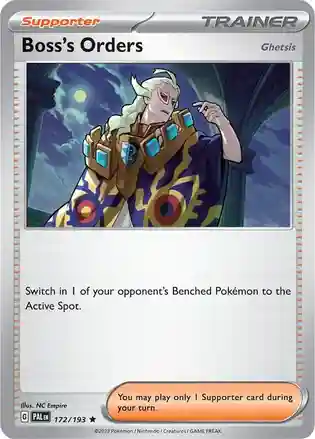 Supporter
TRAINER
Boss's Orders
Ghetsis
Switch in 1 of your opponent's Benched Pokémon to the
Active Spot.
Illus. NC Empire
G PAL EN 172/193 ★
You may play only 1 Supporter card during
your turn.
©2023 Pokémon / Nintendo / Creatures / GAME FREAK